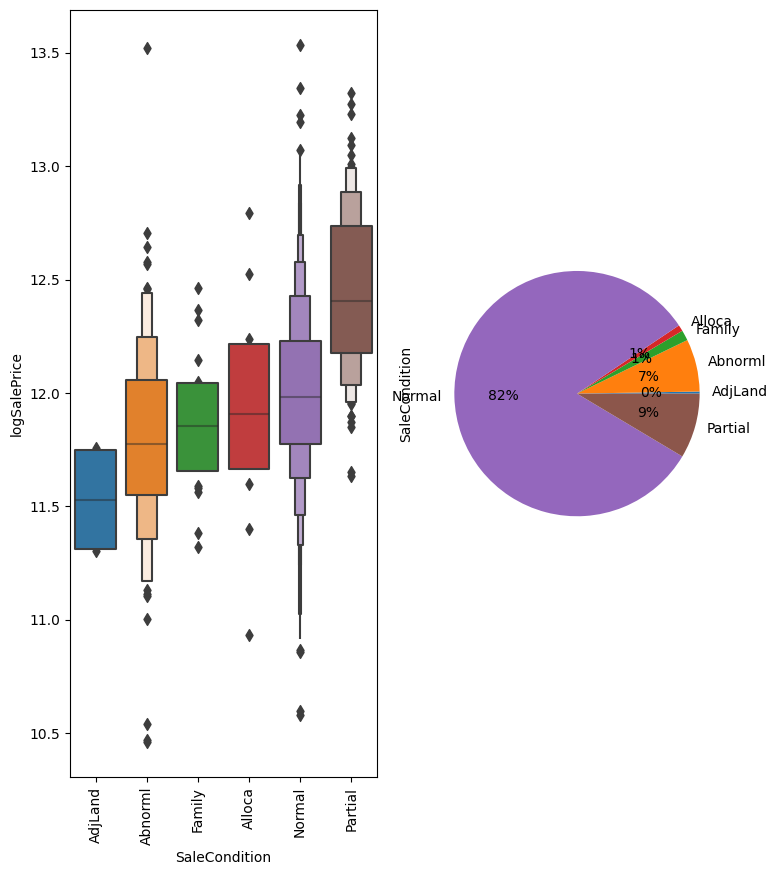 13.5
13.0
12.5
12.0
11.5
11.0
10.5
logSalePrice
AdjLand
Abnorml
Family
Alloca
Normal
Partial
SaleCondition
SaleCondition
Alloca
Family
Abnorml
AdjLand
Partial
Normal
1%
1%
7%
0%
9%
82%